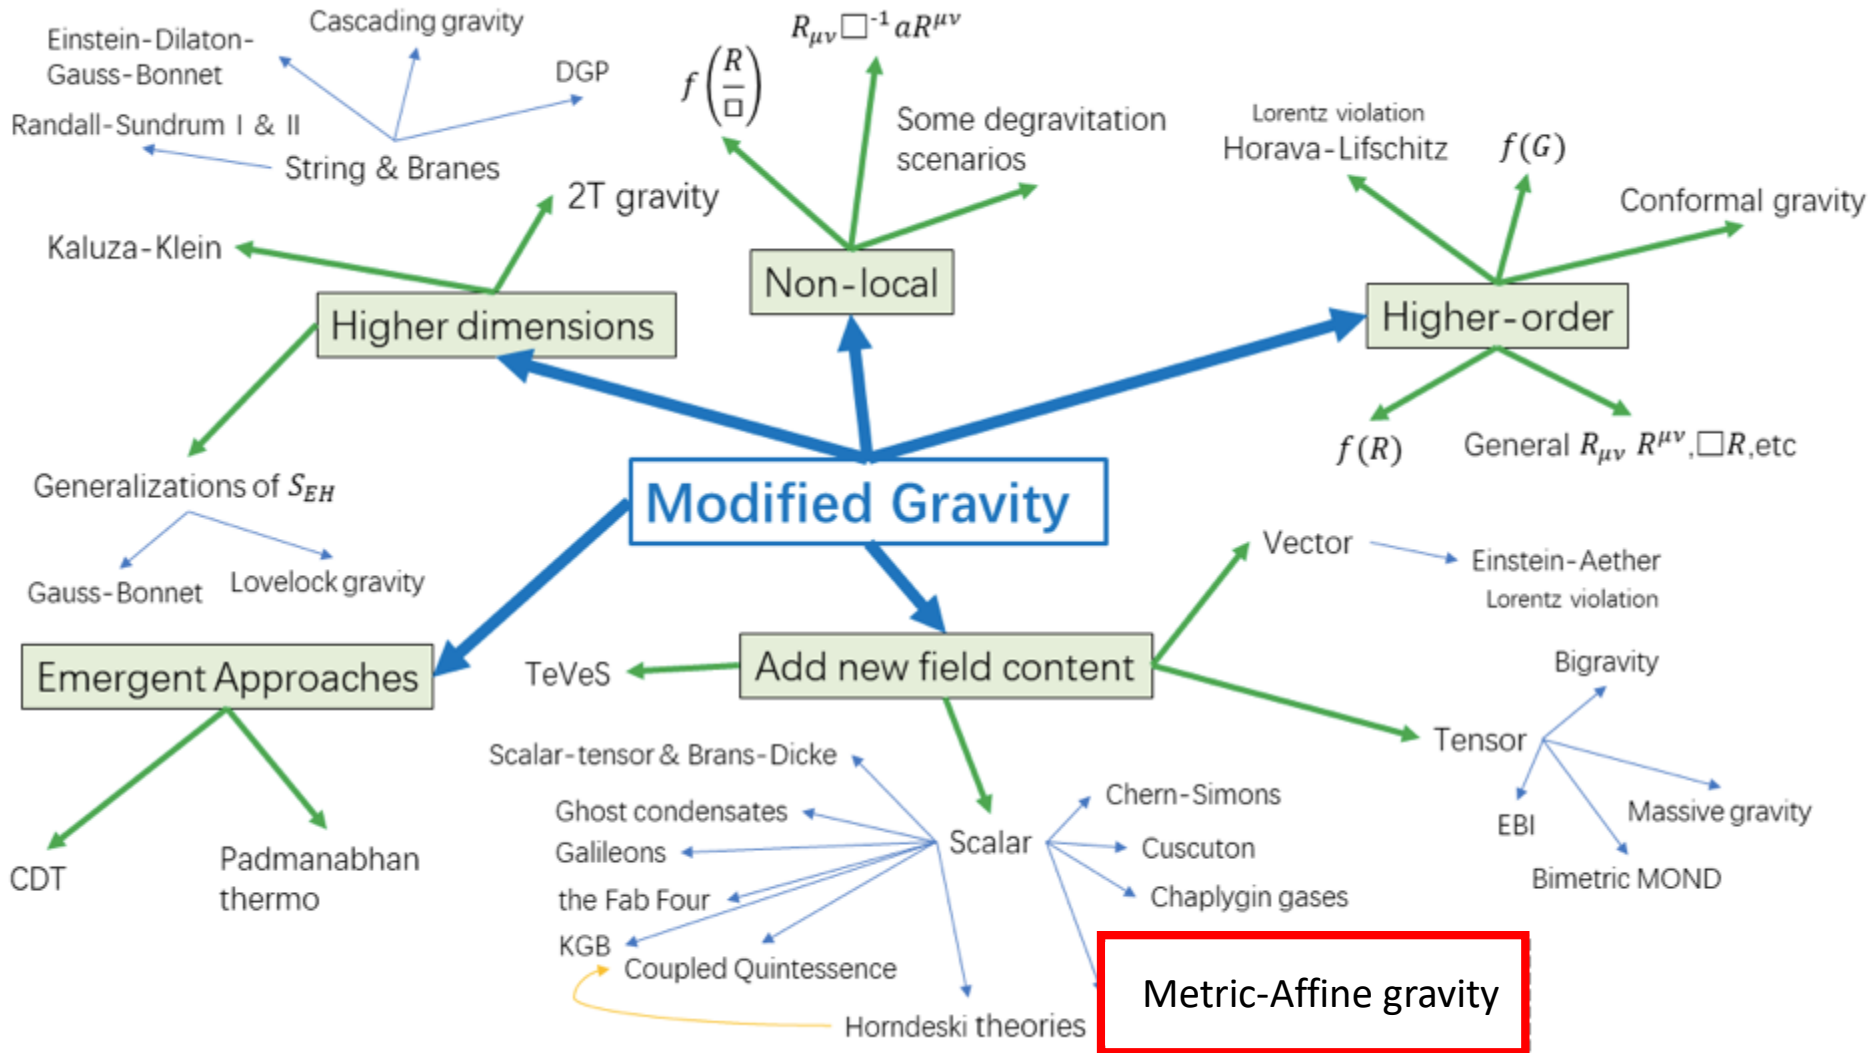 Cascading gravity
Einstein-Dilaton-
Gauss-Bonnet
DGP
Randall-Sundrum I & II
String & Branes
2T gravity
Kaluza-Klein
Higher dimensions
Generalizations of S_{EH}
Gauss-Bonnet
Lovelock gravity
f(R/□)
R_{μν}□^{-1}aR^{μν}
Some degravitation
scenarios
Non-local
Lorentz violation
Horava-Lifschitz
f(G)
Conformal gravity
Higher-order
f(R)
General R_{μν} R^{μν},□R,etc
Modified Gravity
Emergent Approaches
CDT
Padmanabhan
thermo
Add new field content
TeVeS
Vector
Einstein-Aether
Lorentz violation
Tensor
Bigravity
Massive gravity
EBI
Bimetric MOND
Scalar
Scalar-tensor & Brans-Dicke
Ghost condensates
Galileons
the Fab Four
KGB
Coupled Quintessence
Horndeski theories
Chern-Simons
Cuscuton
Chaplygin gases
Metric-Affine gravity